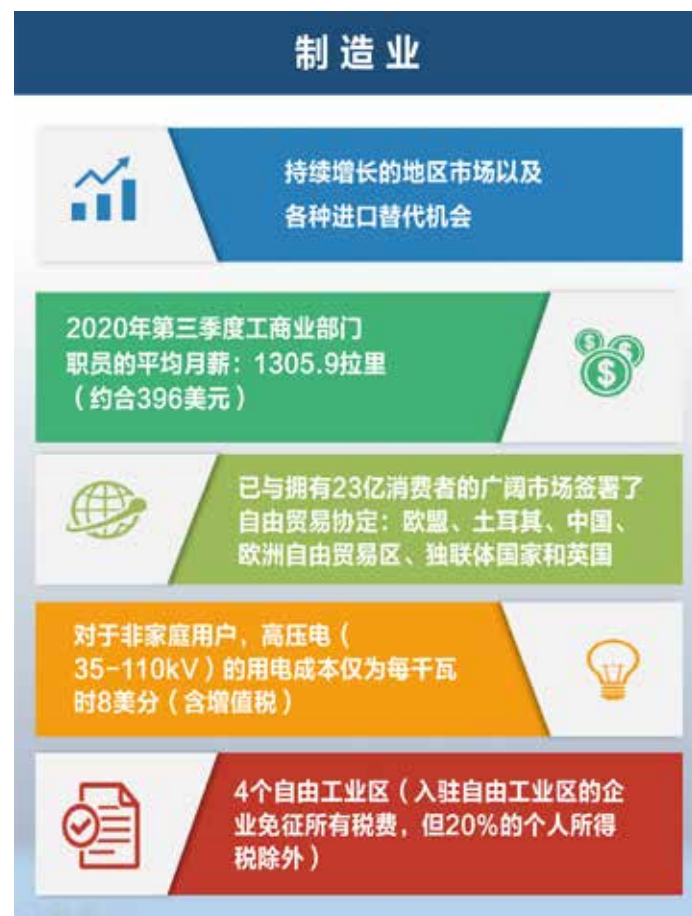 制造业
持续增长的地区市场以及
各种进口替代机会
2020年第三季度工商业部门
职员的平均月薪：1305.9拉里
（约合396美元）
已与拥有23亿消费者的广阔市场签署了
自由贸易协定：欧盟、土耳其、中国、
欧洲自由贸易区、独联体国家和英国
对于非家庭用户，高压电（
35-110kV）的用电成本仅为每千瓦
时8美分（含增值税）
4个自由工业区（入驻自由工业区的企
业免征所有税费，但20%的个人所得
税除外）